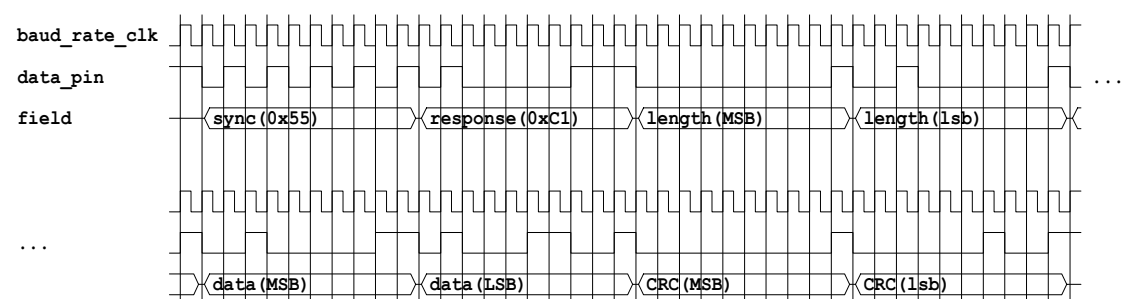 baud_rate_clk
data_pin ...
field sync(0x55) response(0xC1) length(MSB) length(lsb)
...
data(MSB) data(LSB) CRC(MSB) CRC(lsb)